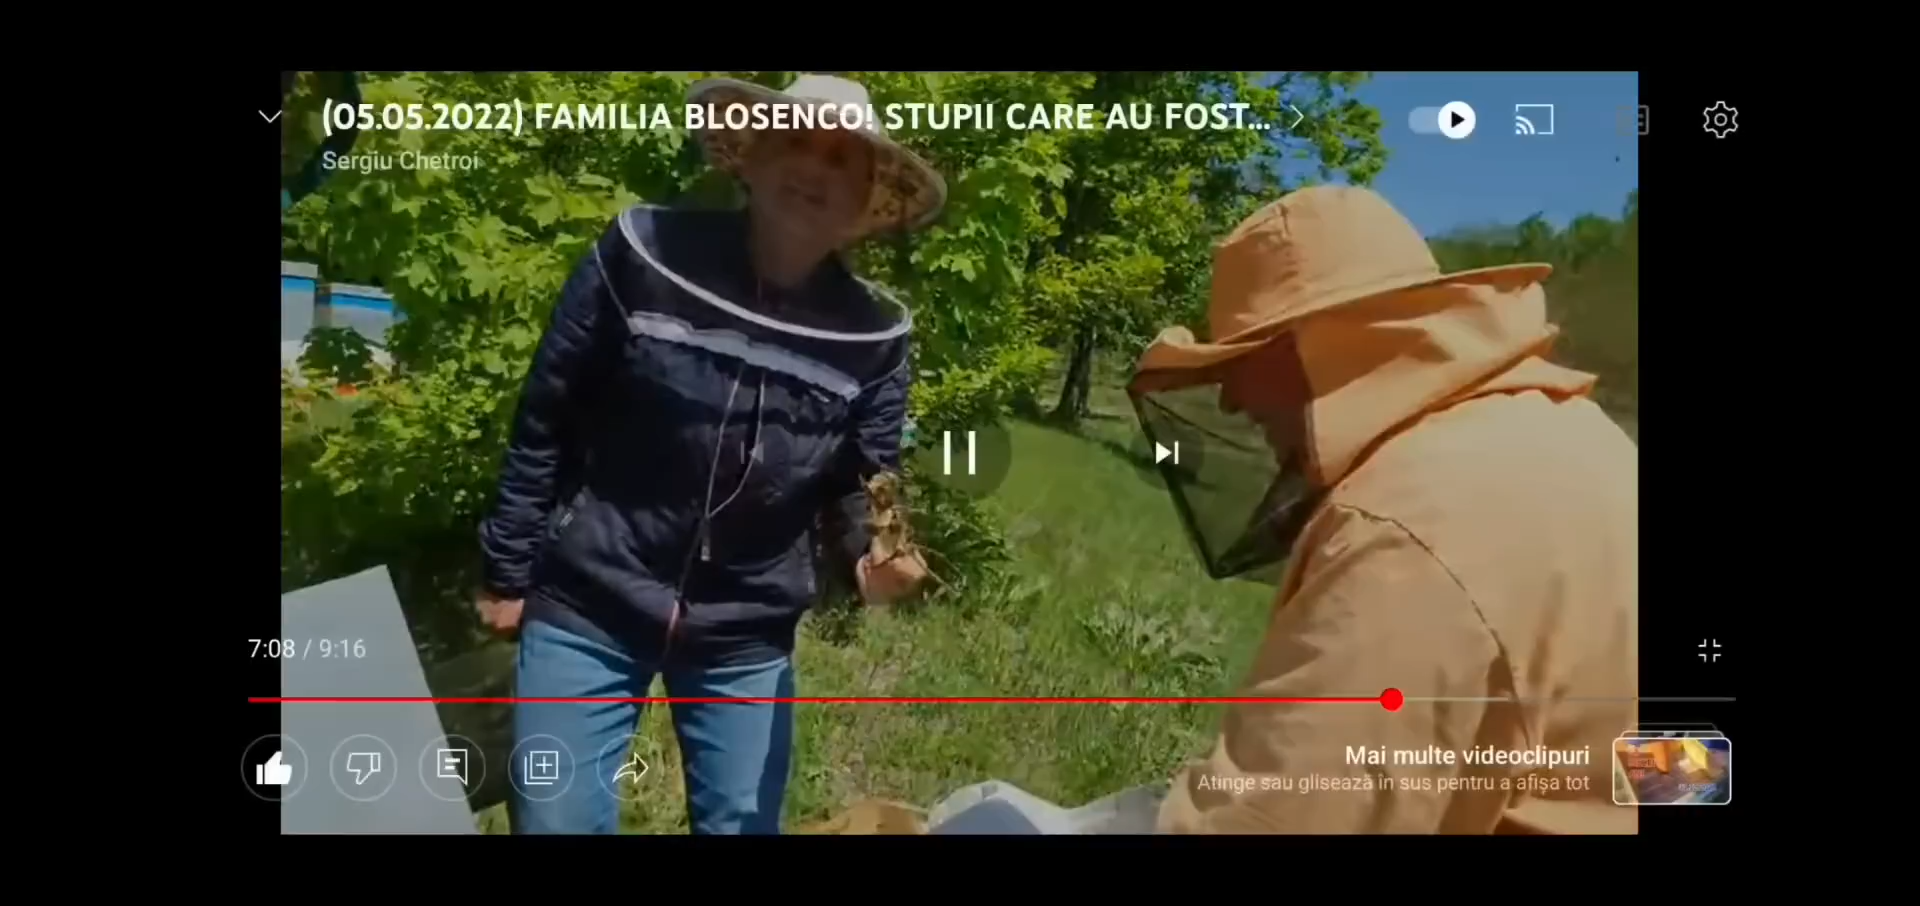 (05.05.2022) FAMILIA BLOSENCO! STUPII CARE AU FOST...
Sergiu Chetroi
7:08 / 9:16
Mai multe videoclipuri
Atinge sau glisează în sus pentru a afișa tot